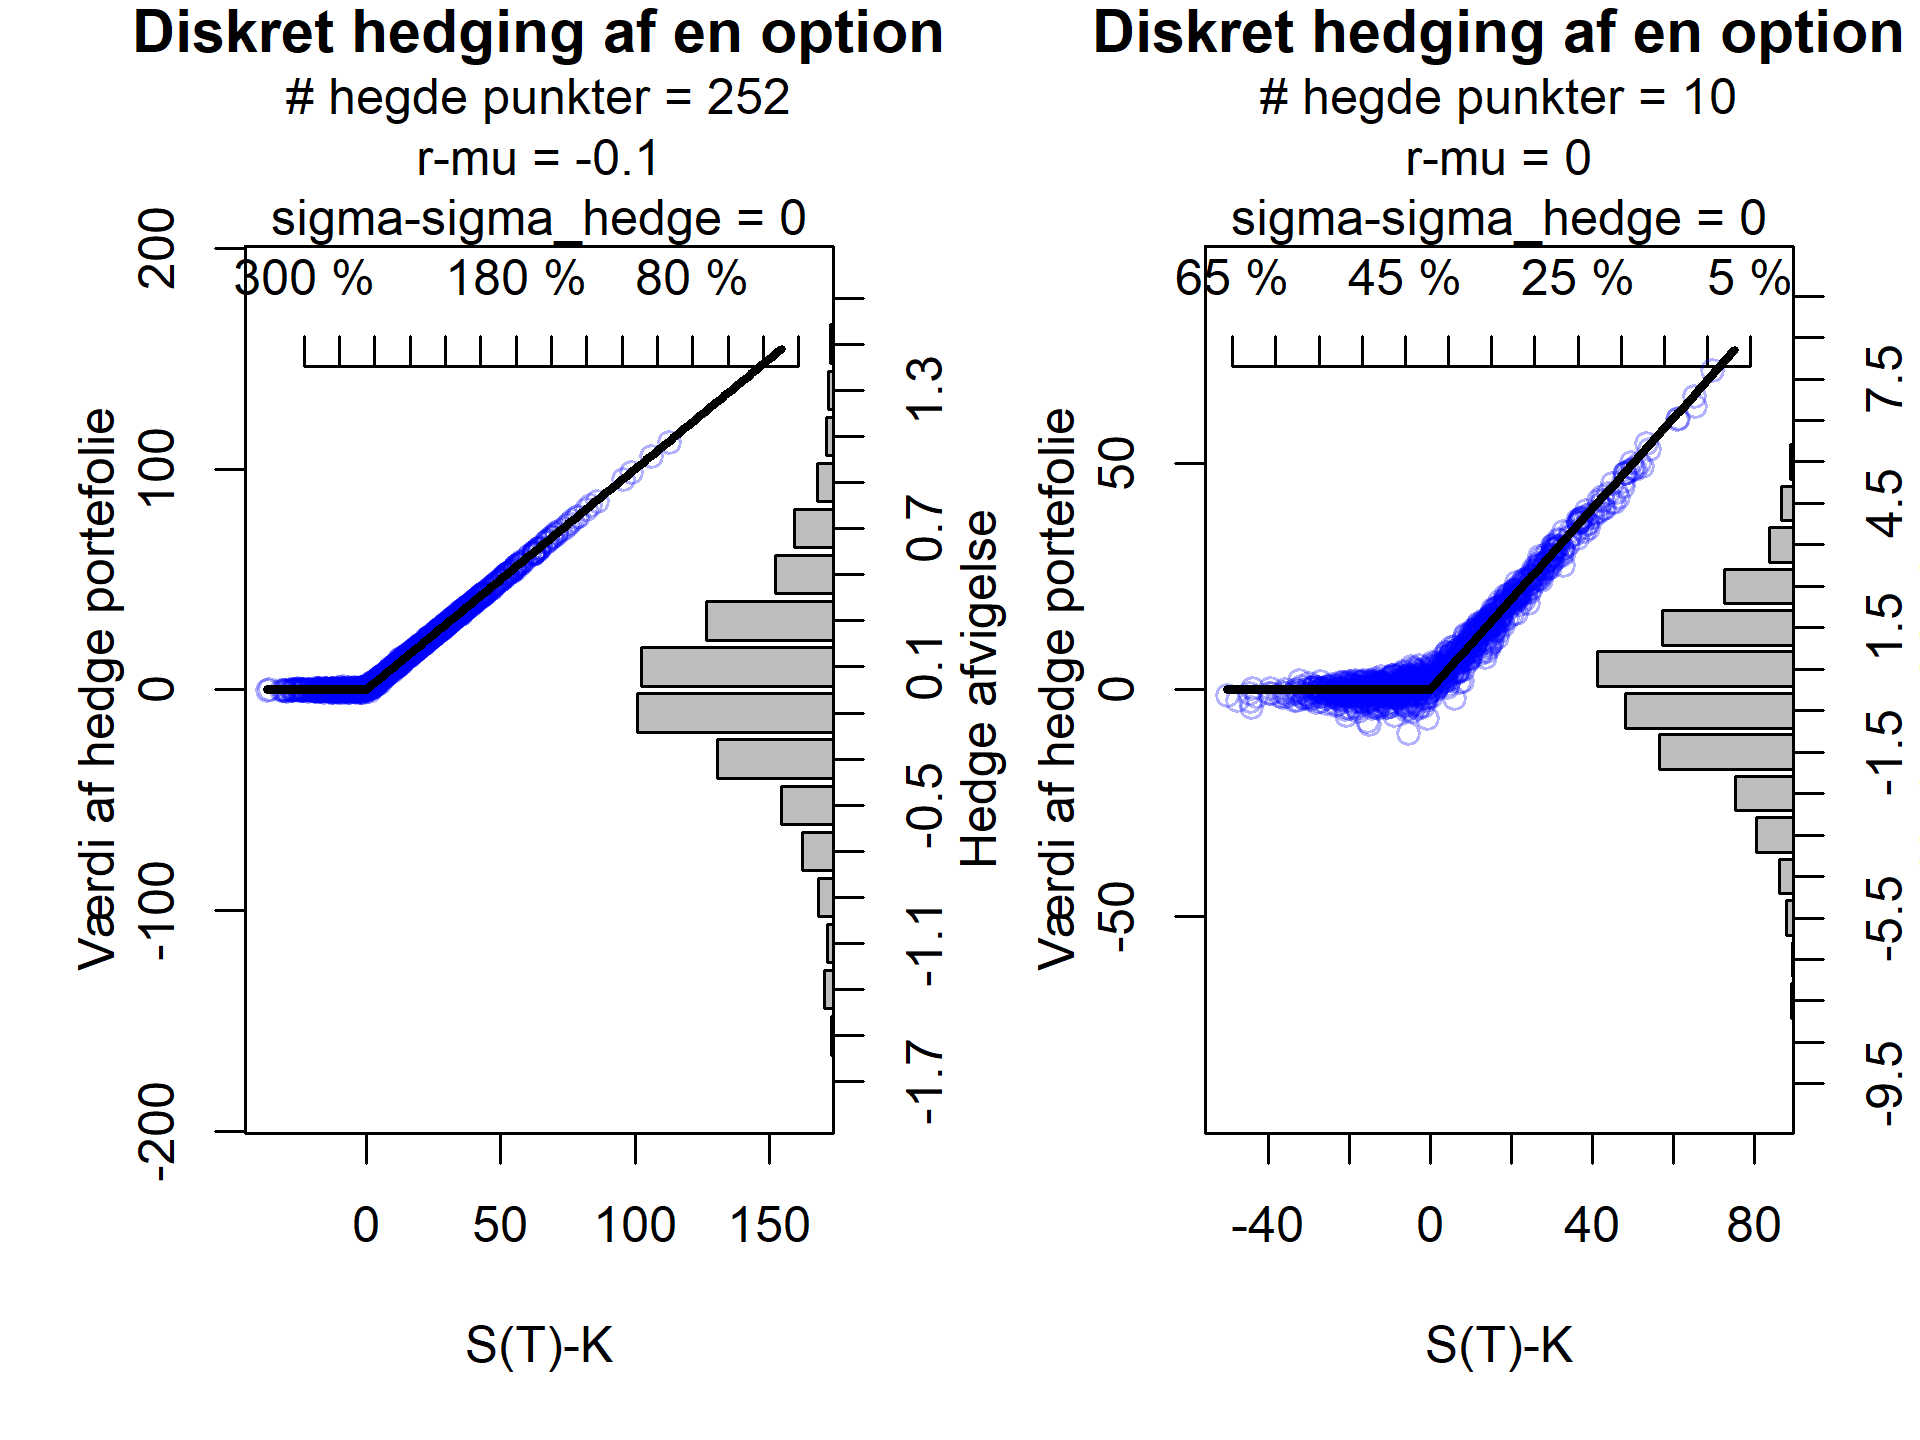 Diskret hedging af en option
# hegde punkter = 252
r-mu = -0.1
sigma-sigma_hedge = 0
300 % 180 % 80 %
200
100
0
-100
-200
Værdi af hedge portefolie
1.3
0.7
0.1
-0.5
-1.1
-1.7
Hedge afvigelse
0 50 100 150
S(T)-K
Diskret hedging af en option
# hegde punkter = 10
r-mu = 0
sigma-sigma_hedge = 0
65 % 45 % 25 % 5 %
50
0
-50
Værdi af hedge portefolie
7.5
4.5
1.5
-1.5
-5.5
-9.5
-40 0 40 80
S(T)-K